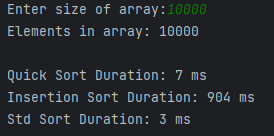 Enter size of array:10000
Elements in array: 10000
Quick Sort Duration: 7 ms
Insertion Sort Duration: 904 ms
Std Sort Duration: 3 ms